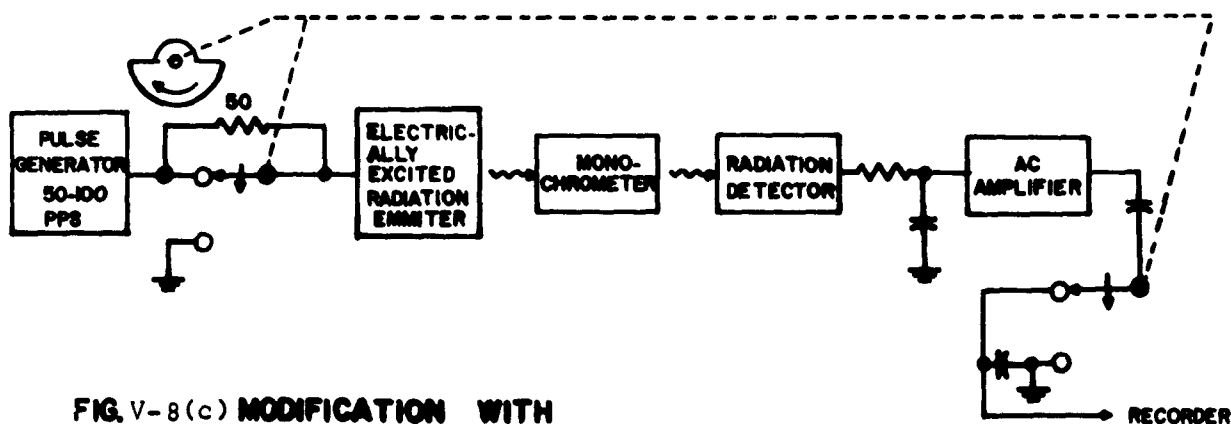 50
PULSE
GENERATOR
50-100
PPS
ELECTRIC-
ALLY
EXCITED
RADIATION
EMMITER
MONO-
CHROMETER
RADIATION
DETECTOR
AC
AMPLIFIER
RECORDER
FIG. V-8(c) MODIFICATION WITH